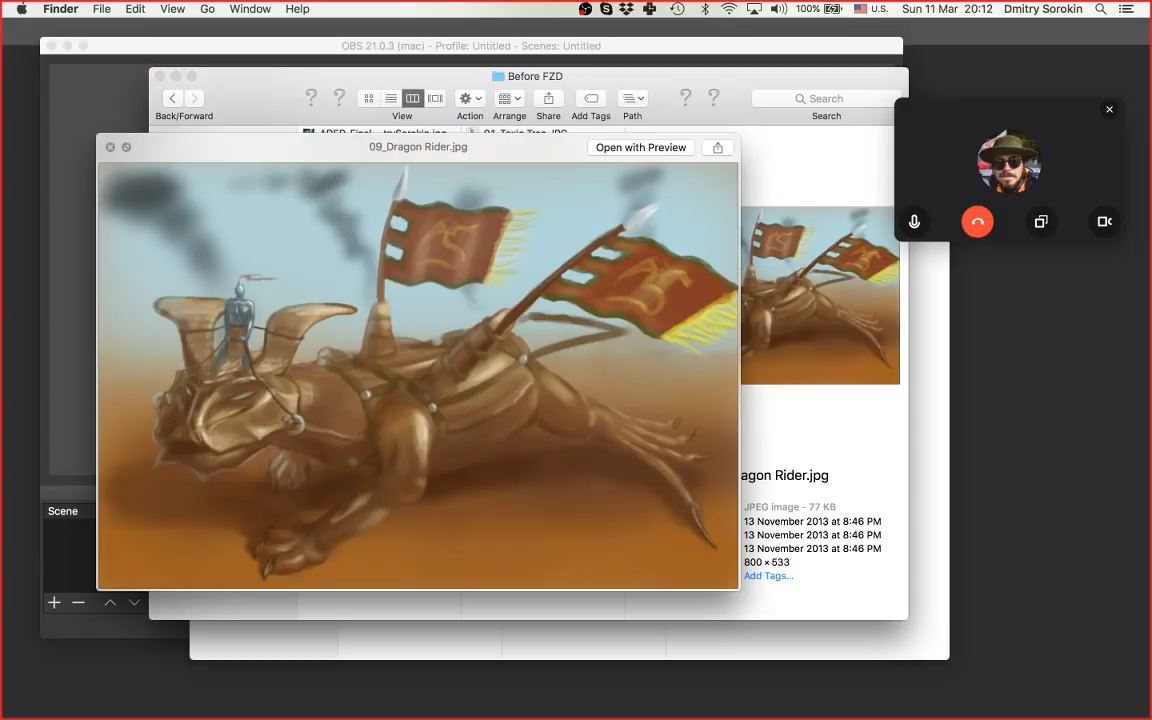 Finder File Edit View Go Window Help 100% U.S. Sun 11 Mar 20:12 Dmitry Sorokin
OBS 21.0.3 (mac) - Profile: Untitled - Scenes: Untitled
Before FZD
Search
Back/Forward View Action Arrange Share Add Tags Path Search
09_Dragon Rider.jpg Open with Preview
agon Rider.jpg
JPEG image - 77 KB
13 November 2013 at 8:46 PM
13 November 2013 at 8:46 PM
13 November 2013 at 8:46 PM
800 × 533
Add Tags...
Scene